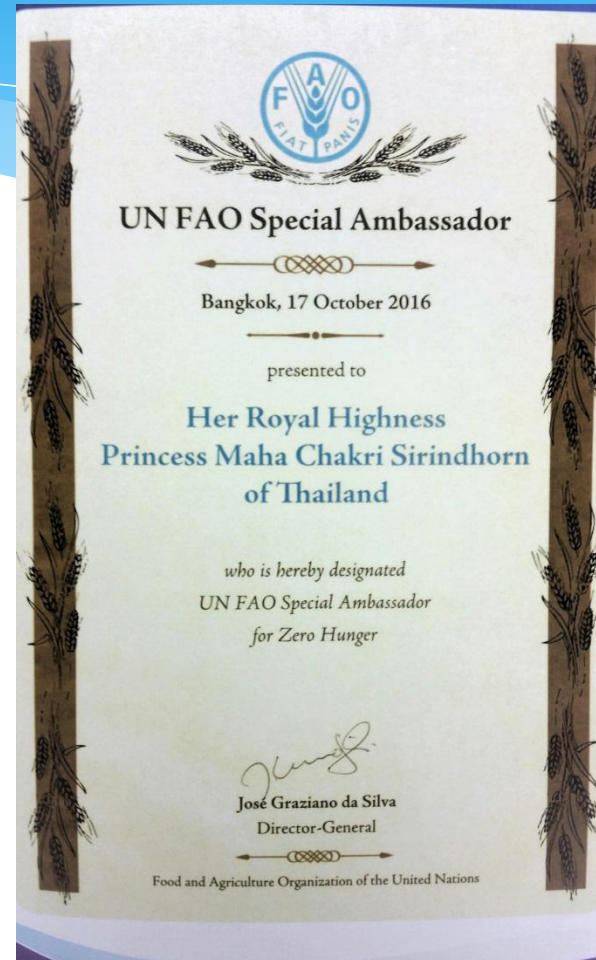 F A O
FIAT PANIS
UN FAO Special Ambassador
Bangkok, 17 October 2016
presented to
Her Royal Highness
Princess Maha Chakri Sirindhorn
of Thailand
who is hereby designated
UN FAO Special Ambassador
for Zero Hunger
José Graziano da Silva
Director-General
Food and Agriculture Organization of the United Nations